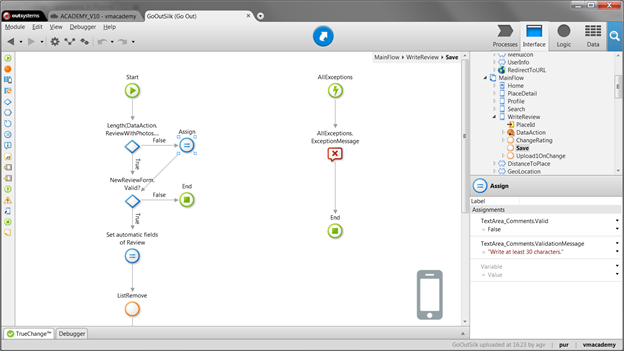 outsystems
ACADEMY_V10 - vmacademy
GoOutSilk (Go Out)
Module Edit View Debugger Help
Processes
Interface
Logic
Data
MainFlow ▸ WriteReview ▸ Save
Start
Length(DataAction.
ReviewWithPhotos....
False
Assign
True
NewReviewForm.
Valid?
False
End
True
Set automatic fields
of Review
ListRemove
AllExceptions
AllExceptions.
ExceptionMessage
End
MenuIcon
UserInfo
RedirectToURL
MainFlow
Home
PlaceDetail
Profile
Search
WriteReview
PlaceId
DataAction
ChangeRating
Save
Upload1OnChange
DistanceToPlace
GeoLocation
Assign
Label
Assignments
TextArea_Comments.Valid
= False
TextArea_Comments.ValidationMessage
= "Write at least 30 characters."
Variable
= Value
TrueChange™
Debugger
GoOutSilk uploaded at 16:23 by agv
pur
vmacademy